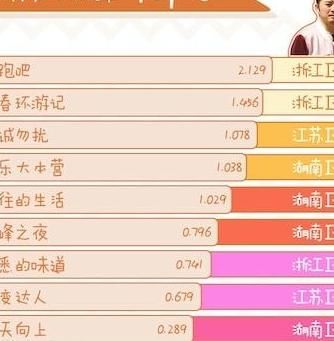 跑吧 2.129 浙江卫
春环游记 1.456 浙江卫
诚勿扰 1.078 江苏卫
乐大本营 1.038 湖南卫
往的生活 1.029 湖南卫
峰之夜 0.796 湖南卫
悉的味道 0.741 浙江卫
度达人 0.679 江苏卫
天向上 0.289 湖南卫